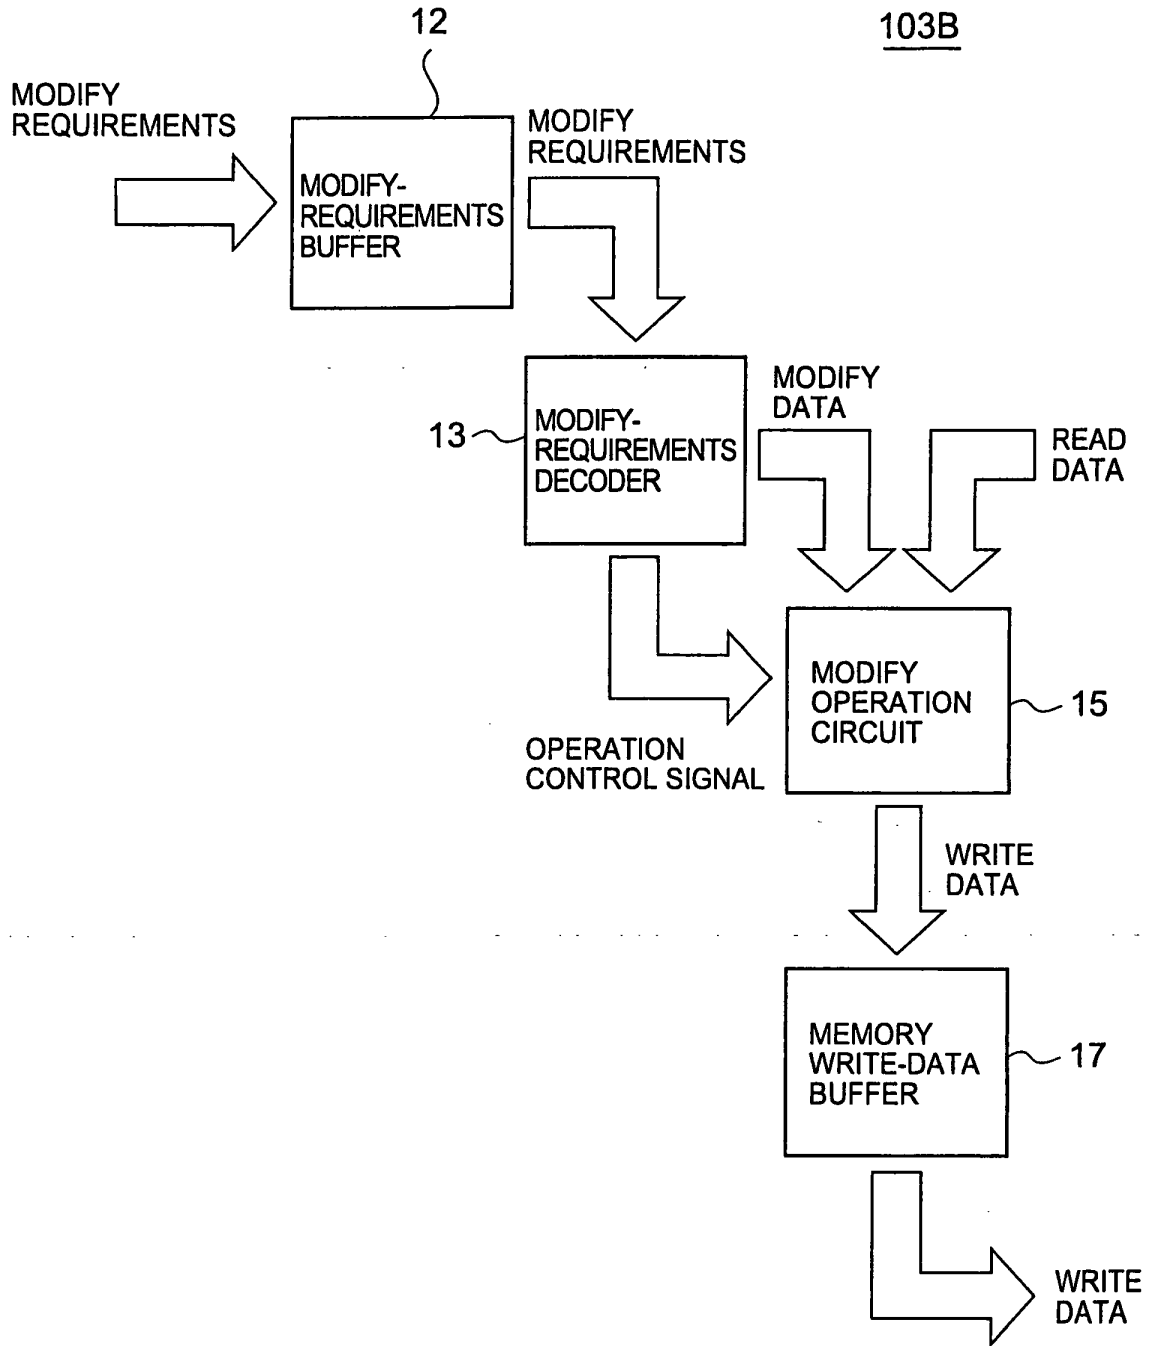 12
103B
MODIFY
REQUIREMENTS
MODIFY
REQUIREMENTS
MODIFY-
REQUIREMENTS
BUFFER
13
MODIFY-
REQUIREMENTS
DECODER
MODIFY
DATA
READ
DATA
OPERATION
CONTROL SIGNAL
MODIFY
OPERATION
CIRCUIT
15
WRITE
DATA
MEMORY
WRITE-DATA
BUFFER
17
WRITE
DATA